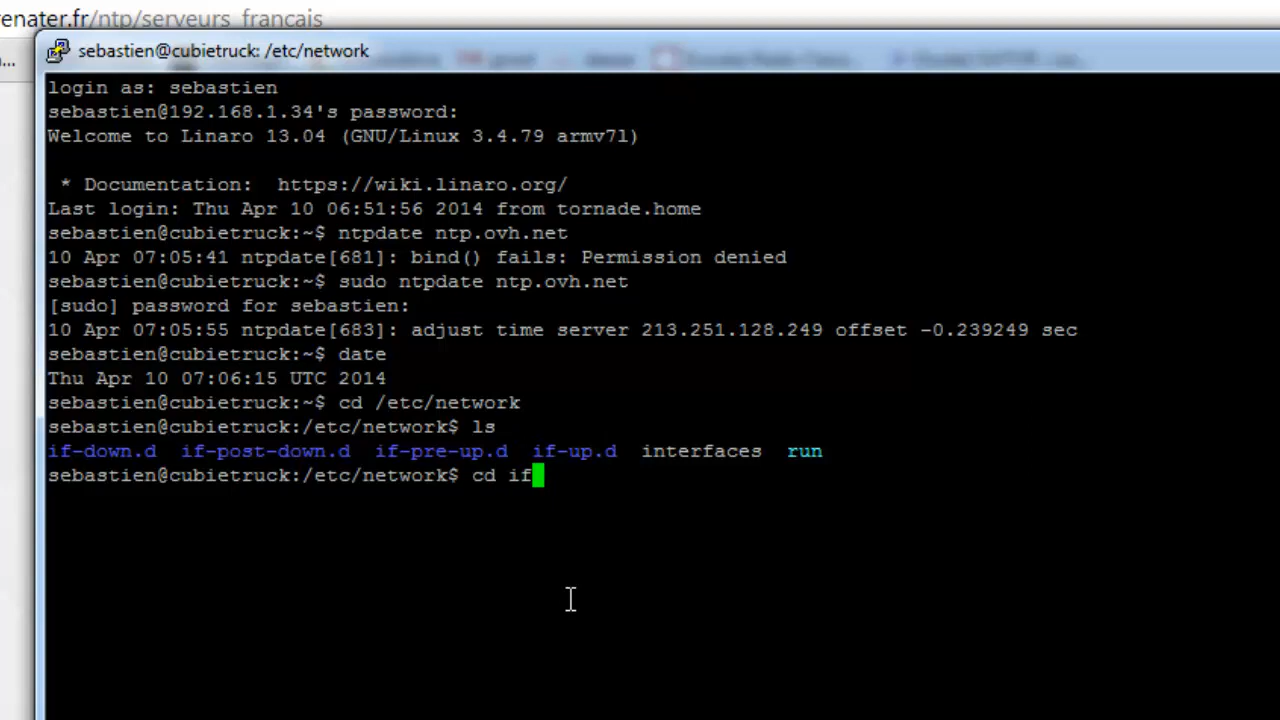 enater.fr/ntp/serveurs_francais
sebastien@cubietruck: /etc/network
login as: sebastien
sebastien@192.168.1.34's password:
Welcome to Linaro 13.04 (GNU/Linux 3.4.79 armv7l)
* Documentation:  https://wiki.linaro.org/
Last login: Thu Apr 10 06:51:56 2014 from tornade.home
sebastien@cubietruck:~$ ntpdate ntp.ovh.net
10 Apr 07:05:41 ntpdate[681]: bind() fails: Permission denied
sebastien@cubietruck:~$ sudo ntpdate ntp.ovh.net
[sudo] password for sebastien:
10 Apr 07:05:55 ntpdate[683]: adjust time server 213.251.128.249 offset -0.239249 sec
sebastien@cubietruck:~$ date
Thu Apr 10 07:06:15 UTC 2014
sebastien@cubietruck:~$ cd /etc/network
sebastien@cubietruck:/etc/network$ ls
if-down.d  if-post-down.d  if-pre-up.d  if-up.d  interfaces  run
sebastien@cubietruck:/etc/network$ cd if